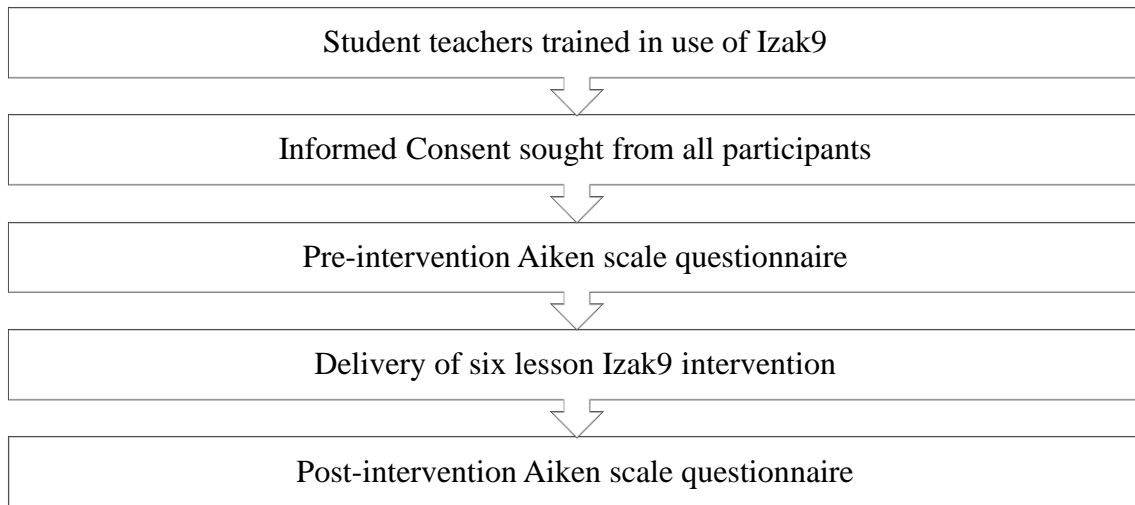 Student teachers trained in use of Izak9
Informed Consent sought from all participants
Pre-intervention Aiken scale questionnaire
Delivery of six lesson Izak9 intervention
Post-intervention Aiken scale questionnaire